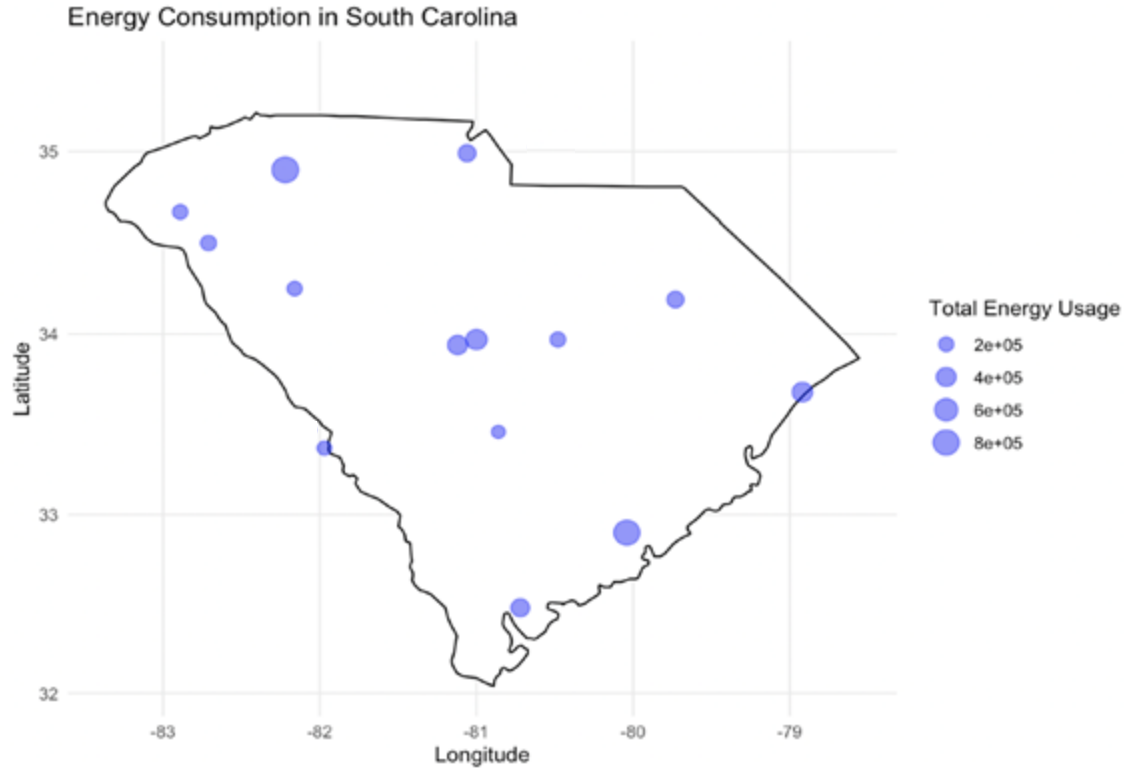 Energy Consumption in South Carolina
35
34
33
32
Latitude
-83 -82 -81 -80 -79
Longitude
Total Energy Usage
2e+05
4e+05
6e+05
8e+05